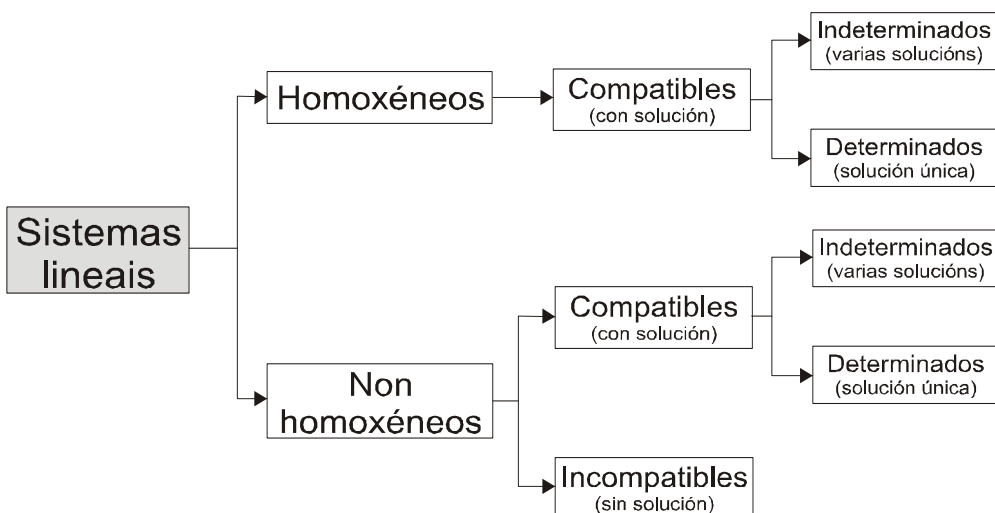 Sistemas
lineais
Homoxéneos
Compatibles
(con solución)
Indeterminados
(varias solucións)
Determinados
(solución única)
Non
homoxéneos
Compatibles
(con solución)
Indeterminados
(varias solucións)
Determinados
(solución única)
Incompatibles
(sin solución)